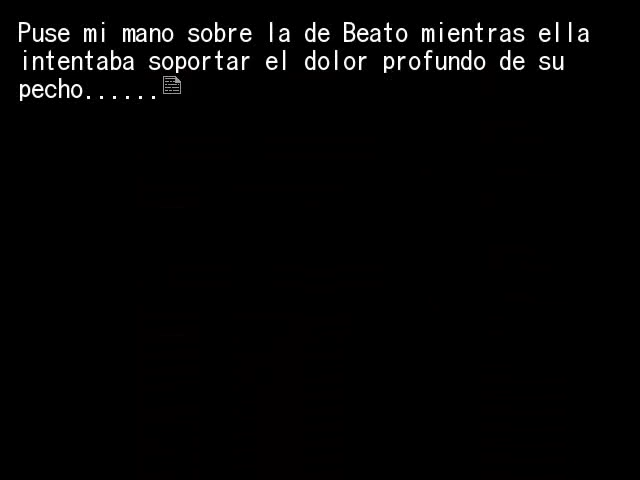 Puse mi mano sobre la de Beato mientras ella
intentaba soportar el dolor profundo de su
pecho......